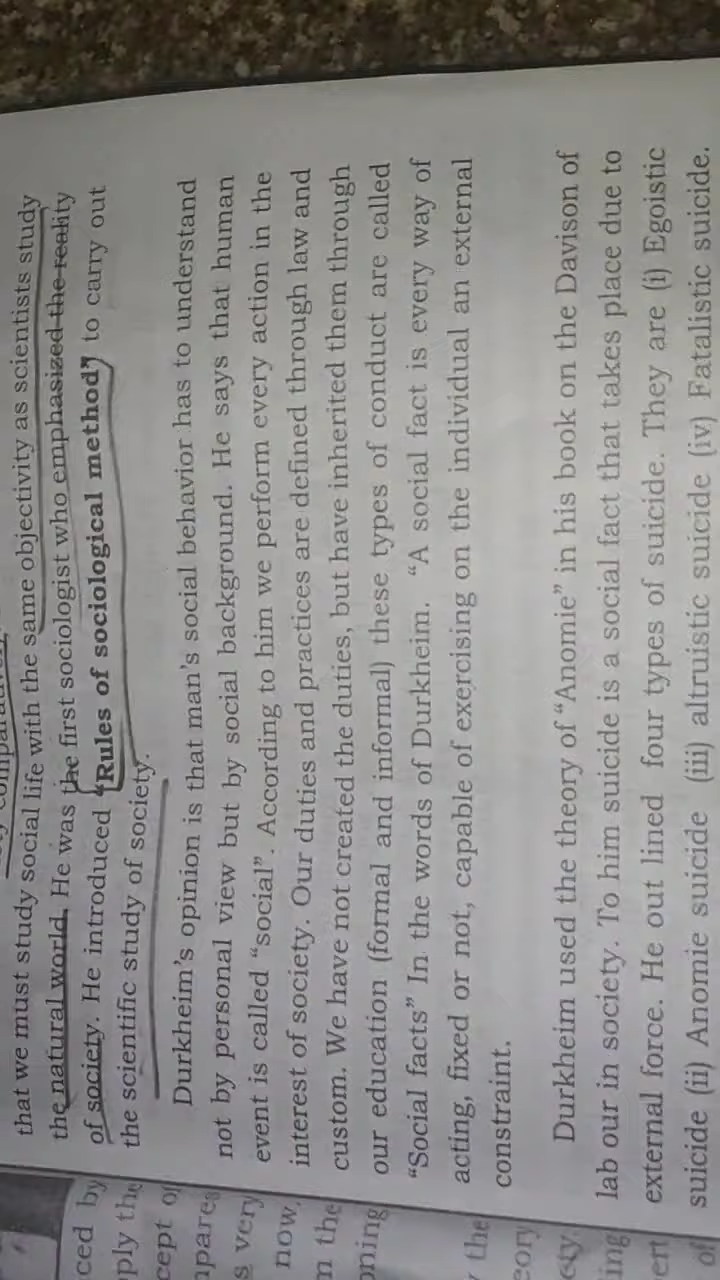 that we must study social life with the same objectivity as scientists study
the natural world. He was the first sociologist who emphasized the reality
of society. He introduced "Rules of sociological method" to carry out
the scientific study of society.
Durkheim's opinion is that man's social behavior has to understand
not by personal view but by social background. He says that human
event is called "social". According to him we perform every action in the
interest of society. Our duties and practices are defined through law and
custom. We have not created the duties, but have inherited them through
our education (formal and informal) these types of conduct are called
"Social facts" In the words of Durkheim. "A social fact is every way of
acting, fixed or not, capable of exercising on the individual an external
constraint.
Durkheim used the theory of "Anomie" in his book on the Davison of
lab our in society. To him suicide is a social fact that takes place due to
external force. He out lined four types of suicide. They are (i) Egoistic
suicide (ii) Anomie suicide (iii) altruistic suicide (iv) Fatalistic suicide.
ced by
very
now,
the
of